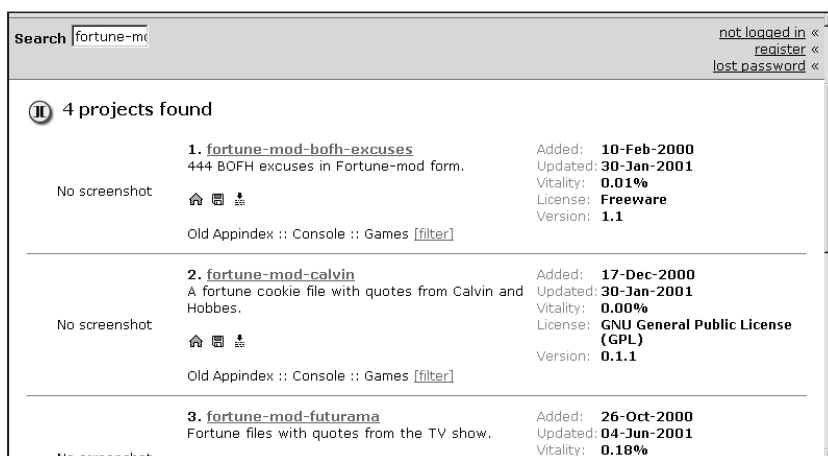 Search fortune-mo
not logged in «
register «
lost password «
4 projects found
No screenshot
1. fortune-mod-bofh-excuses
444 BOFH excuses in Fortune-mod form.
Old Appindex :: Console :: Games [filter]
Added: 10-Feb-2000
Updated: 30-Jan-2001
Vitality: 0.01%
License: Freeware
Version: 1.1
No screenshot
2. fortune-mod-calvin
A fortune cookie file with quotes from Calvin and
Hobbes.
Old Appindex :: Console :: Games [filter]
Added: 17-Dec-2000
Updated: 30-Jan-2001
Vitality: 0.00%
License: GNU General Public License
(GPL)
Version: 0.1.1
No screenshot
3. fortune-mod-futurama
Fortune files with quotes from the TV show.
Added: 26-Oct-2000
Updated: 04-Jun-2001
Vitality: 0.18%